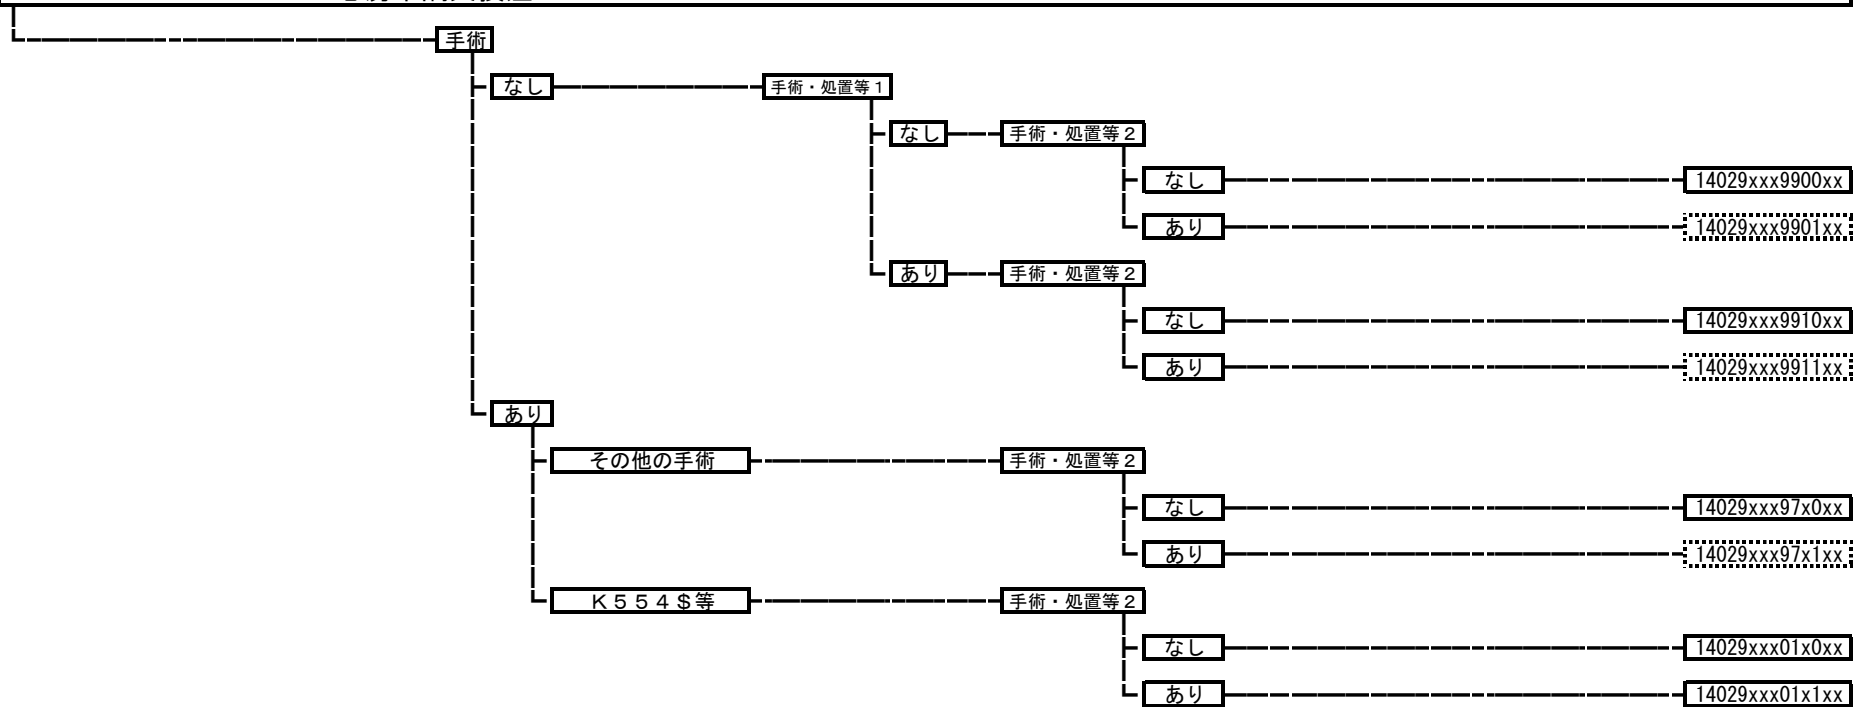 手術
なし 手術・処置等１
なし 手術・処置等２
なし 14029xxx9900xx
あり 14029xxx9901xx
あり 手術・処置等２
なし 14029xxx9910xx
あり 14029xxx9911xx
あり
その他の手術 手術・処置等２
なし 14029xxx97x0xx
あり 14029xxx97x1xx
Ｋ５５４＄等 手術・処置等２
なし 14029xxx01x0xx
あり 14029xxx01x1xx